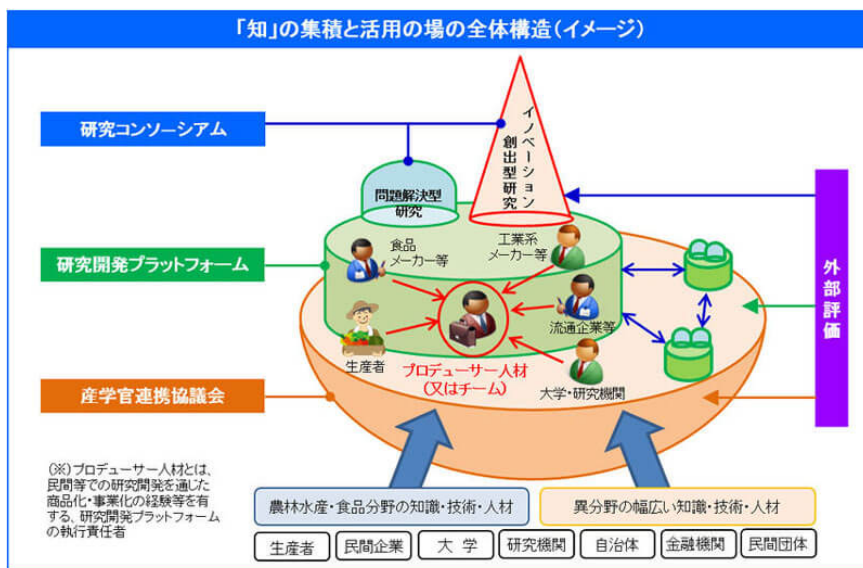 「知」の集積と活用の場の全体構造(イメージ)
研究コンソーシアム
イノベーション
創出型研究
問題解決型
研究
食品
メーカー等
工業系
メーカー等
研究開発プラットフォーム
外部評価
流通企業等
生産者
プロデューサー人材
(又はチーム)
大学・研究機関
産学官連携協議会
(※)プロデューサー人材とは、
民間等での研究開発を通じた
商品化・事業化の経験等を有
する、研究開発プラットフォーム
の執行責任者
農林水産・食品分野の知識・技術・人材
異分野の幅広い知識・技術・人材
生産者
民間企業
大 学
研究機関
自治体
金融機関
民間団体